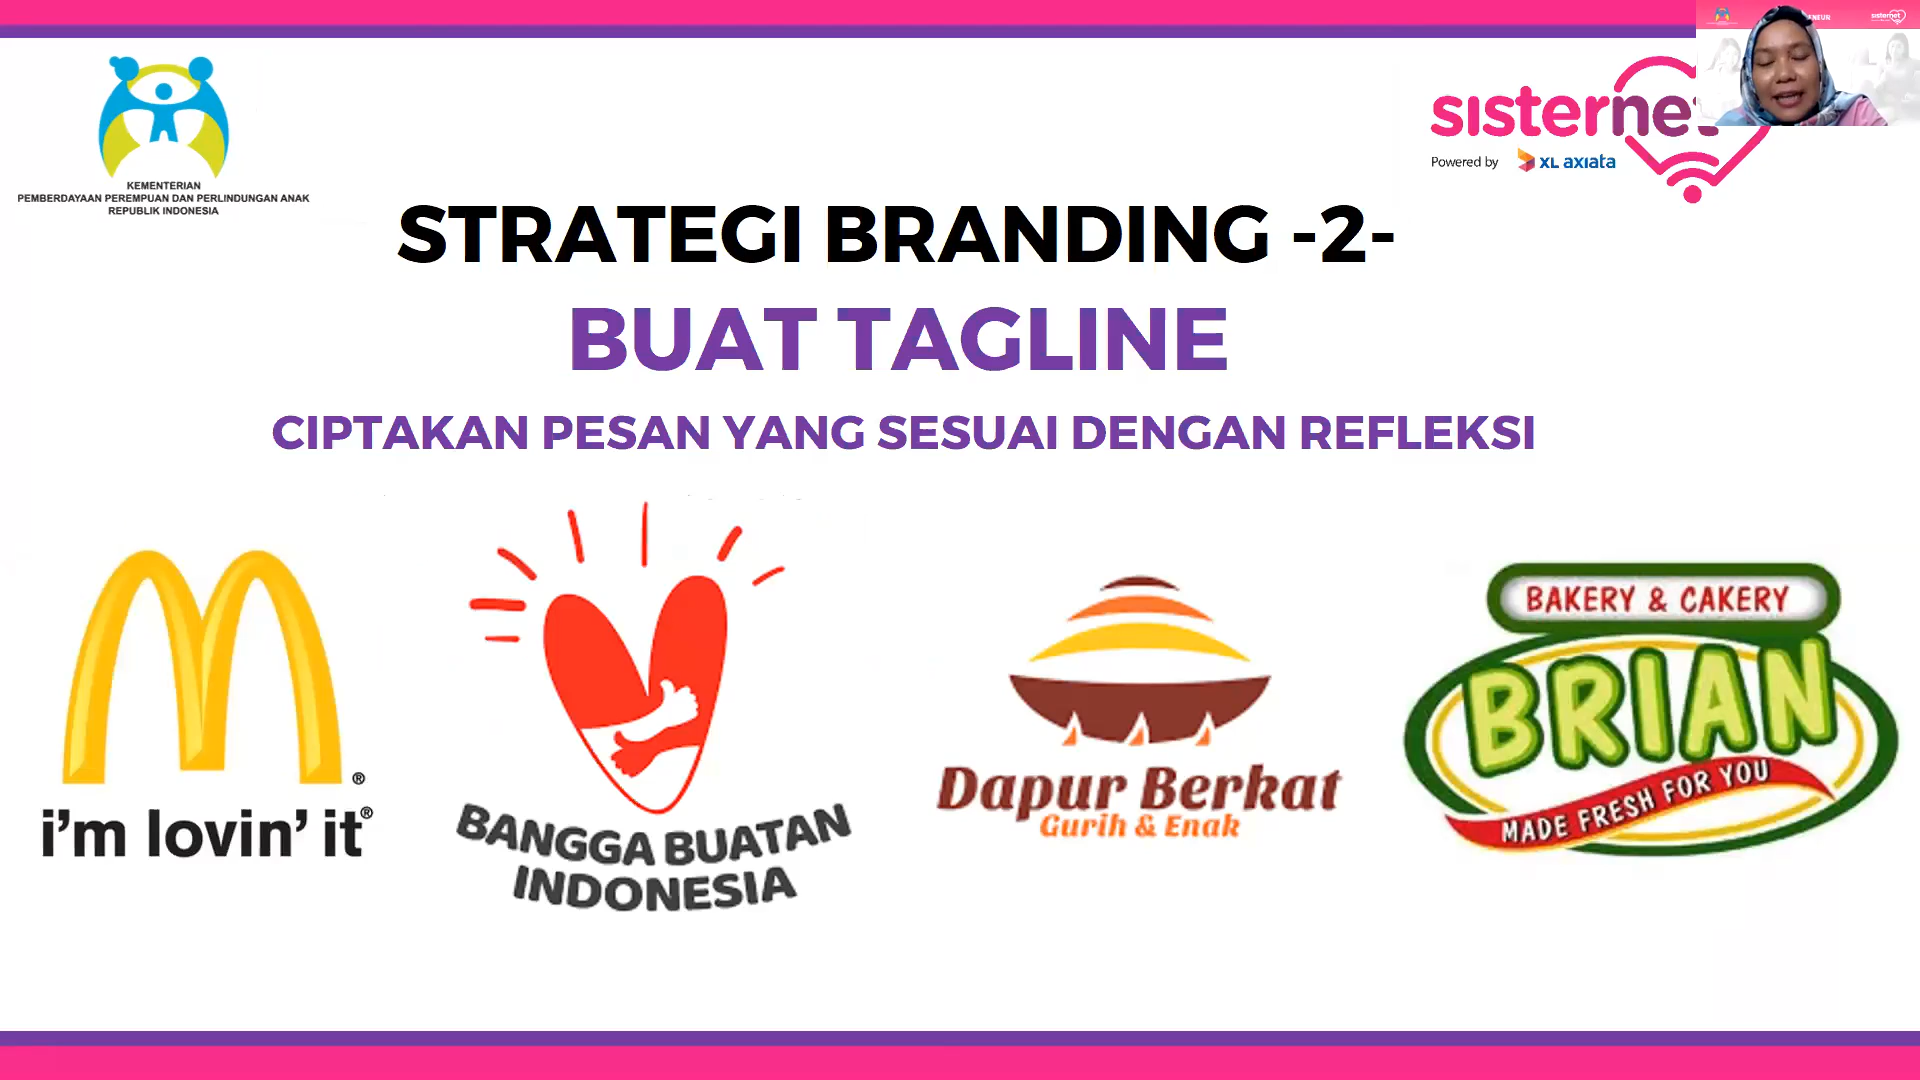 KEMENTERIAN
PEMBERDAYAAN PEREMPUAN DAN PERLINDUNGAN ANAK
REPUBLIK INDONESIA
sisternet
Powered by XL axiata
sisternet
STRATEGI BRANDING -2-
BUAT TAGLINE
CIPTAKAN PESAN YANG SESUAI DENGAN REFLEKSI
i'm lovin' it®
®
BANGGA BUATAN
INDONESIA
Dapur Berkat
Gurih & Enak
BAKERY & CAKERY
BRIAN
MADE FRESH FOR YOU